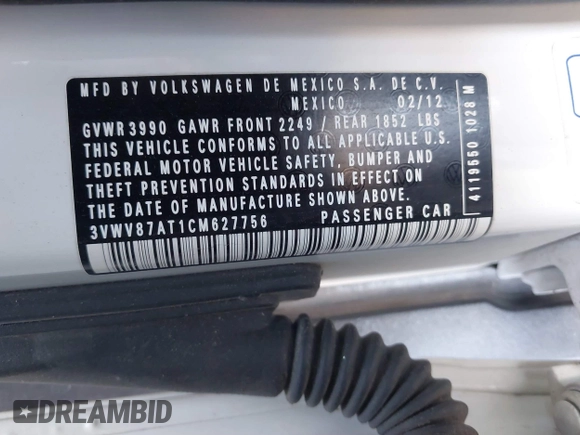 MFD BY VOLKSWAGEN DE MEXICO S.A. DE C.V.
MEXICO 02/12
GVWR 3990 GAWR FRONT 2249 / REAR 1852 LBS
THIS VEHICLE CONFORMS TO ALL APPLICABLE U.S.
FEDERAL MOTOR VEHICLE SAFETY, BUMPER AND
THEFT PREVENTION STANDARDS IN EFFECT ON
THE DATE OF MANUFACTURE SHOWN ABOVE.
3VWV87AT1CM627756 PASSENGER CAR
4119550 1028 M
DREAMBID